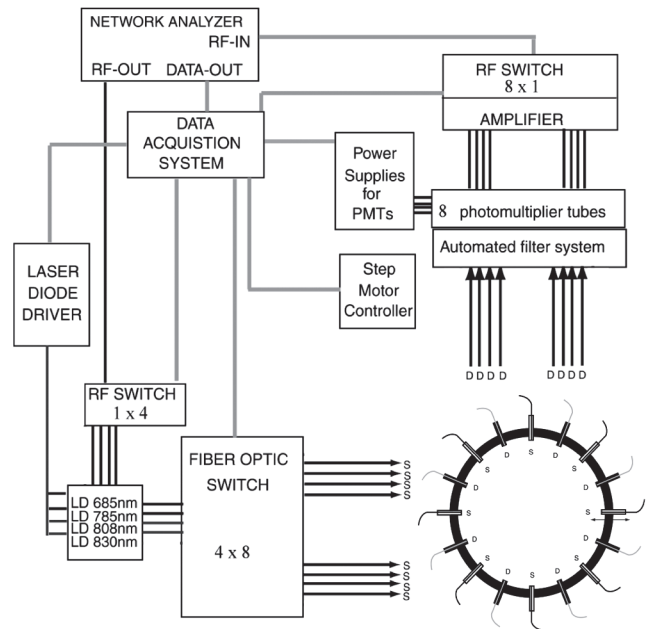 NETWORK ANALYZER
RF-IN
RF-OUT DATA-OUT
RF SWITCH
8 x 1
AMPLIFIER
DATA
ACQUISTION
SYSTEM
Power
Supplies
for
PMTs
8 photomultiplier tubes
Automated filter system
LASER
DIODE
DRIVER
Step
Motor
Controller
D D D D D D D D
RF SWITCH
1 x 4
FIBER OPTIC
SWITCH
4 x 8
LD 685nm
LD 785nm
LD 808nm
LD 830nm
S
S
S
S
S
S
S
S
S
D
D
S
S
D
D
S
S
D
D
S
S
D
D
S